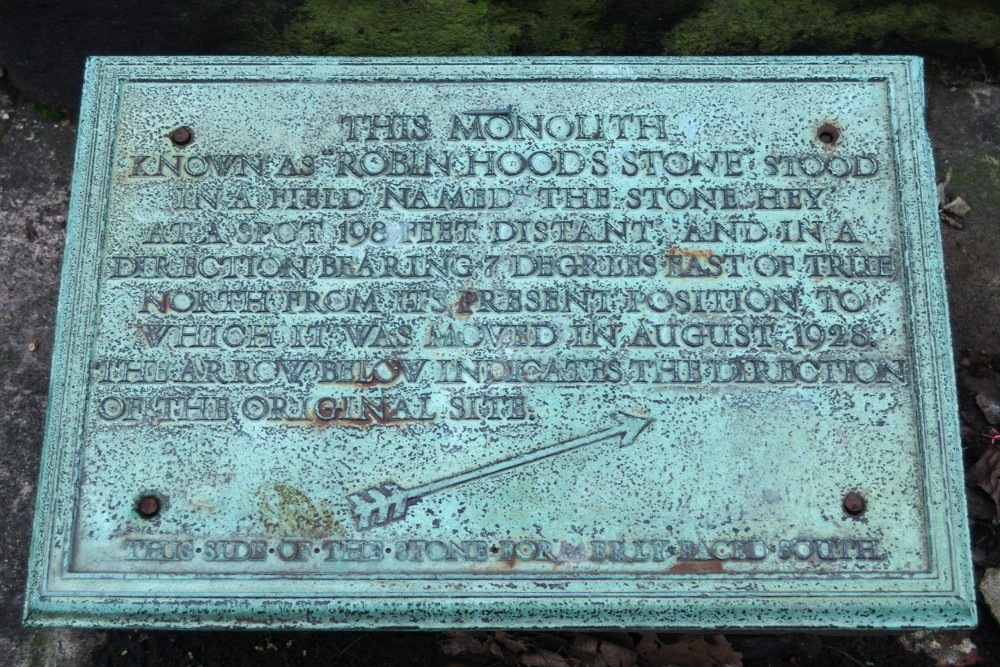 THIS MONOLITH
KNOWN AS "ROBIN HOODS STONE" STOOD
IN A FIELD NAMED "THE STONE HEY"
AT A SPOT 198 FEET DISTANT, AND IN A
DIRECTION BEARING 7 DEGREES EAST OF TRUE
NORTH FROM ITS PRESENT POSITION TO
WHICH IT WAS MOVED IN AUGUST, 1928.
THE ARROW BELOW INDICATES THE DIRECTION
OF THE ORIGINAL SITE.
THIS · SIDE · OF · THE · STONE · FORMERLY · FACED · SOUTH.